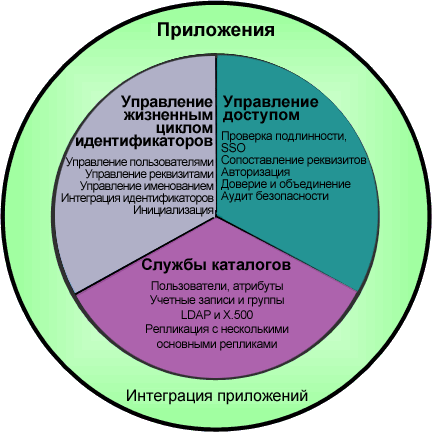 Приложения
Управление
жизненным
циклом
идентификаторов
Управление пользователями
Управление реквизитами
Управление именованием
Интеграция идентификаторов
Инициализация
Управление
доступом
Проверка подлинности,
SSO
Сопоставление реквизитов
Авторизация
Доверие и объединение
Аудит безопасности
Службы каталогов
Пользователи, атрибуты
Учетные записи и группы
LDAP и X.500
Репликация с несколькими
основными репликами
Интеграция приложений